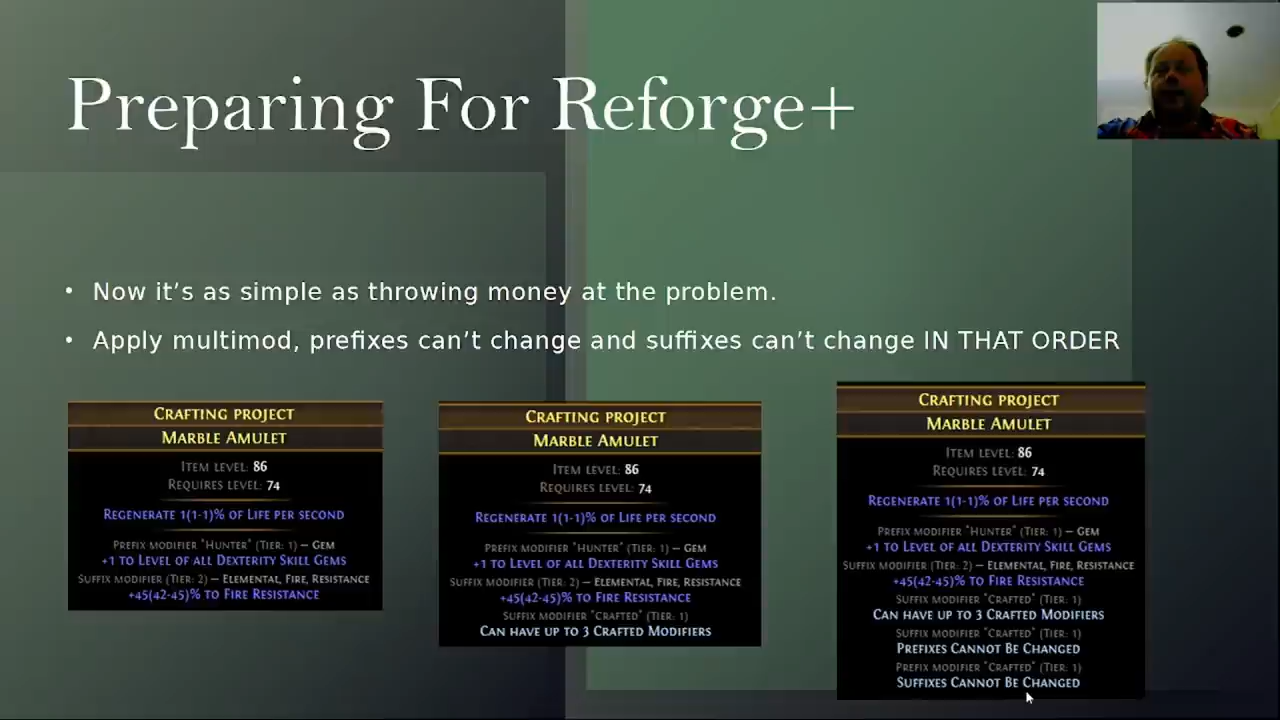 Preparing For Reforge+
• Now it's as simple as throwing money at the problem.
• Apply multimod, prefixes can't change and suffixes can't change IN THAT ORDER
Crafting project
Marble Amulet
Item level: 86
Requires level: 74
Regenerate 1(1-1)% of Life per second
Prefix modifier "Hunter" (Tier: 1) — Gem
+1 to Level of all Dexterity Skill Gems
Suffix modifier (Tier: 2) — Elemental, Fire, Resistance
+45(42-45)% to Fire Resistance
Crafting project
Marble Amulet
Item level: 86
Requires level: 74
Regenerate 1(1-1)% of Life per second
Prefix modifier "Hunter" (Tier: 1) — Gem
+1 to Level of all Dexterity Skill Gems
Suffix modifier (Tier: 2) — Elemental, Fire, Resistance
+45(42-45)% to Fire Resistance
Suffix modifier "Crafted" (Tier: 1)
Can have up to 3 Crafted Modifiers
Crafting project
Marble Amulet
Item level: 86
Requires level: 74
Regenerate 1(1-1)% of Life per second
Prefix modifier "Hunter" (Tier: 1) — Gem
+1 to Level of all Dexterity Skill Gems
Suffix modifier (Tier: 2) — Elemental, Fire, Resistance
+45(42-45)% to Fire Resistance
Suffix modifier "Crafted" (Tier: 1)
Can have up to 3 Crafted Modifiers
Suffix modifier "Crafted" (Tier: 1)
Prefixes Cannot Be Changed
Prefix modifier "Crafted" (Tier: 1)
Suffixes Cannot Be Changed